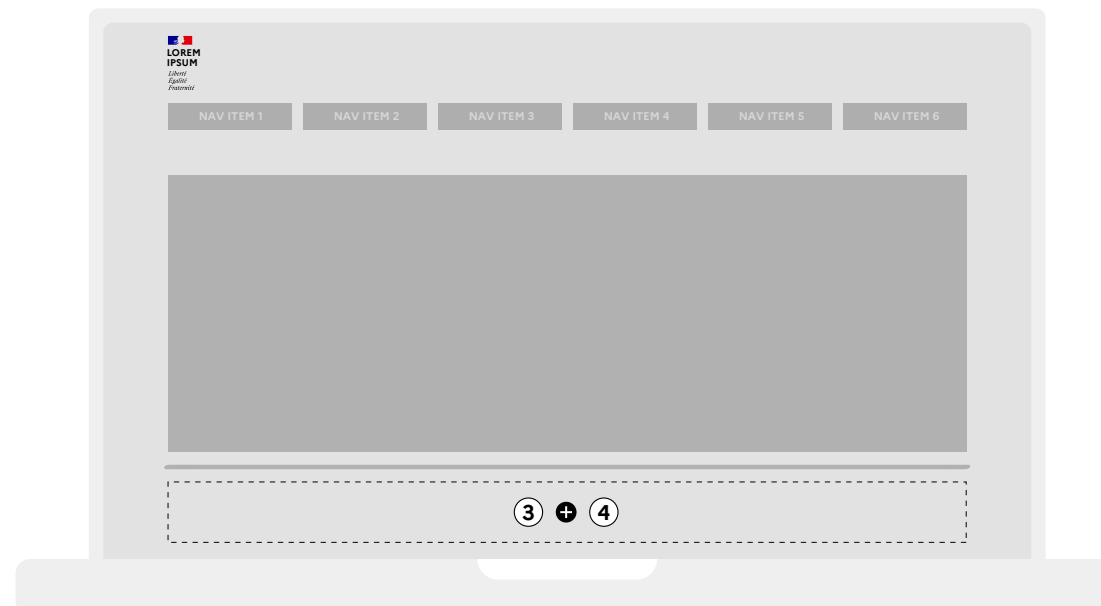 LOREM
IPSUM
Liberté
Égalité
Fraternité
NAV ITEM 1 NAV ITEM 2 NAV ITEM 3 NAV ITEM 4 NAV ITEM 5 NAV ITEM 6
3 + 4